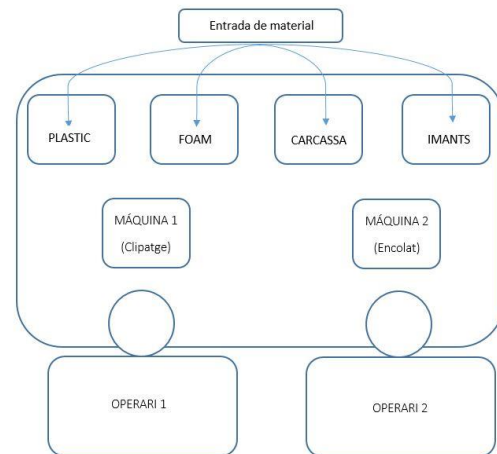 Entrada de material
PLASTIC
FOAM
CARCASSA
IMANTS
MÁQUINA 1
(Clipatge)
MÁQUINA 2
(Encolat)
OPERARI 1
OPERARI 2